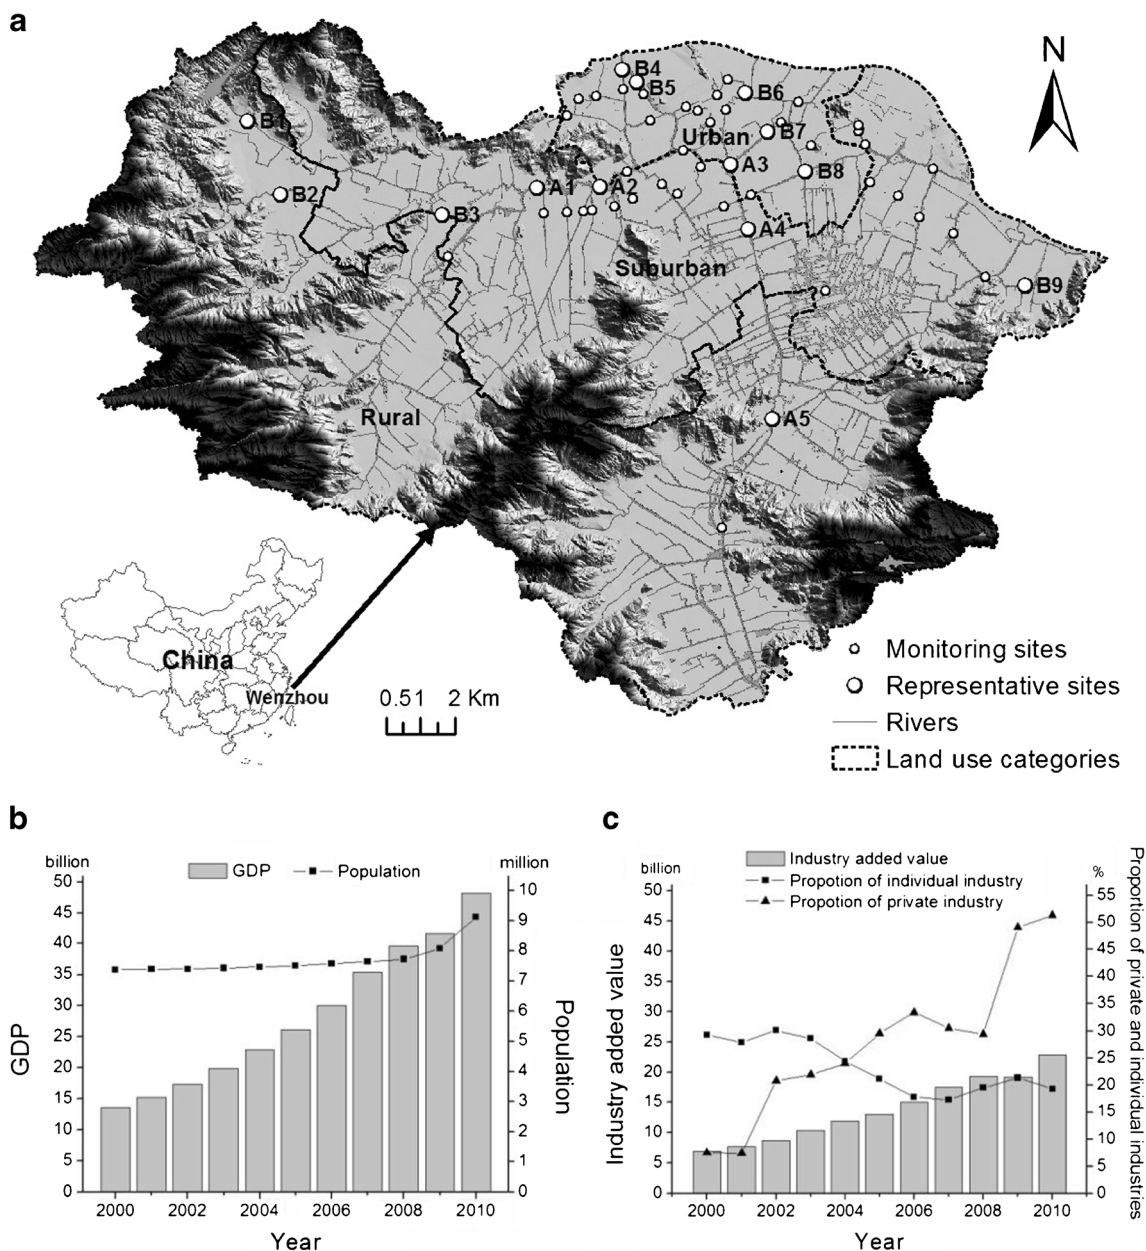 a
N
B4
B5
B6
B1
Urban
B7
A3
B8
A1
A2
B2
B3
A4
Suburban
B9
Rural
A5
China
Wenzhou
0.51 2 Km
Monitoring sites
Representative sites
Rivers
Land use categories
b
billion
GDP
Population
million
50
45
40
35
30
25
20
15
10
5
0
10
9
8
7
6
5
4
3
2
1
0
GDP
Population
2000
2002
2004
2006
2008
2010
Year
c
billion
Industry added value
Propotion of individual industry
Propotion of private industry
%
50
45
40
35
30
25
20
15
10
5
0
55
50
45
40
35
30
25
20
15
10
5
0
Industry added value
Proportion of private and individual industries
2000
2002
2004
2006
2008
2010
Year